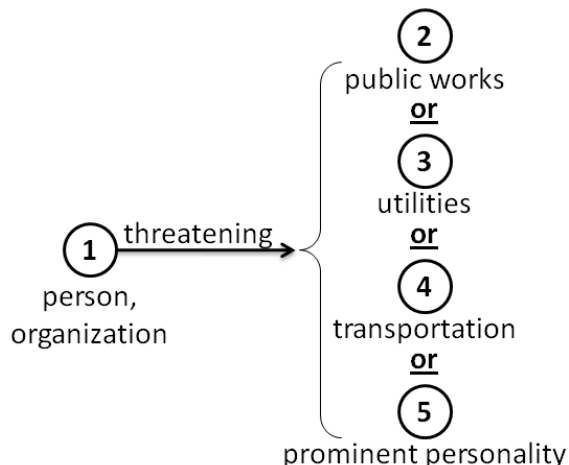 2
public works
or
3
utilities
or
threatening
1
person,
organization
4
transportation
or
5
prominent personality